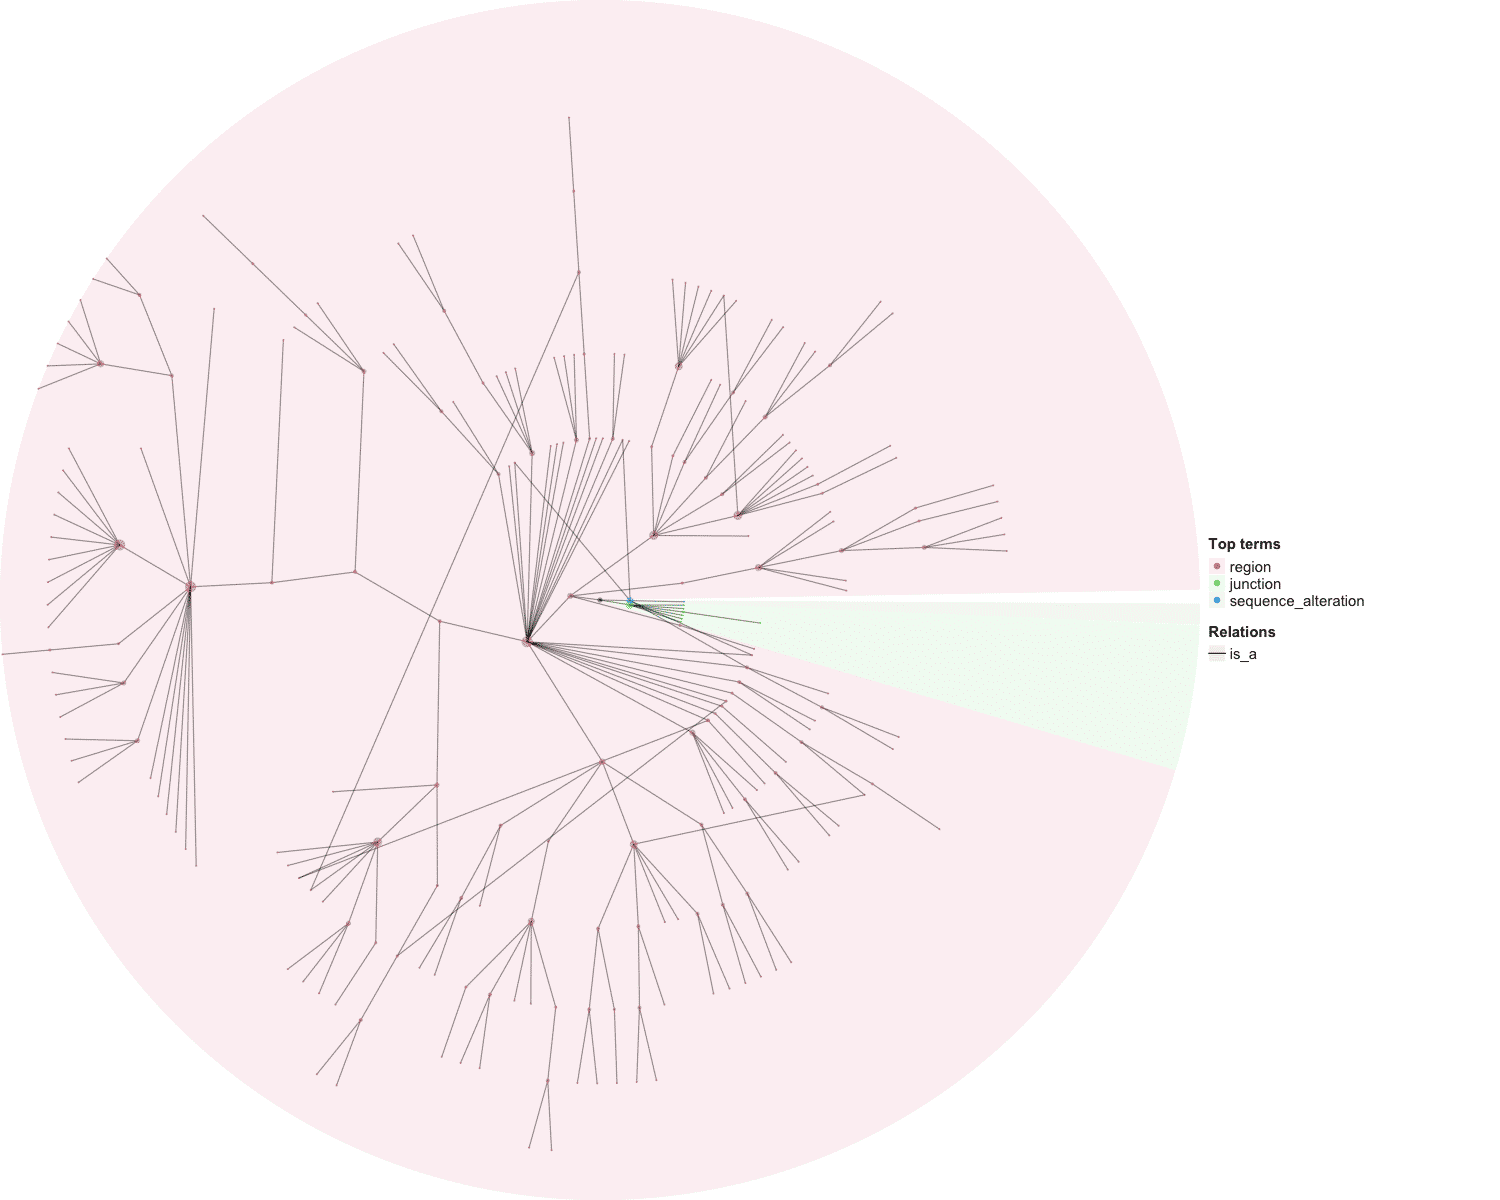 Top terms
region
junction
sequence_alteration
Relations
is_a